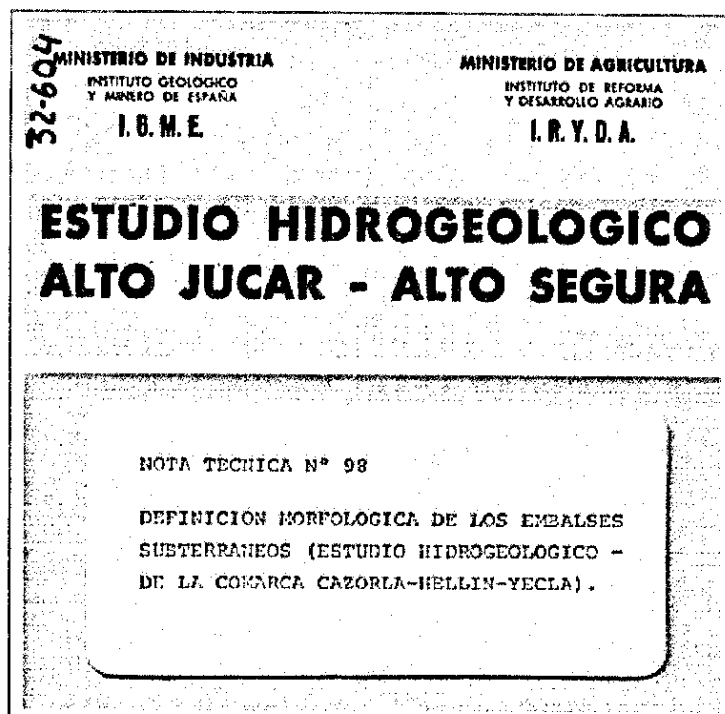 32-604
MINISTERIO DE INDUSTRIA
INSTITUTO GEOLOGICO
Y MINERO DE ESPAÑA
I. G. M. E.
MINISTERIO DE AGRICULTURA
INSTITUTO DE REFORMA
Y DESARROLLO AGRARIO
I. R. Y. D. A.
ESTUDIO HIDROGEOLOGICO
ALTO JUCAR - ALTO SEGURA
NOTA TECNICA Nº 98
DEFINICION MORFOLOGICA DE LOS EMBALSES
SUBTERRANEOS (ESTUDIO HIDROGEOLOGICO -
DE LA COMARCA CAZORLA-HELLIN-YECLA).